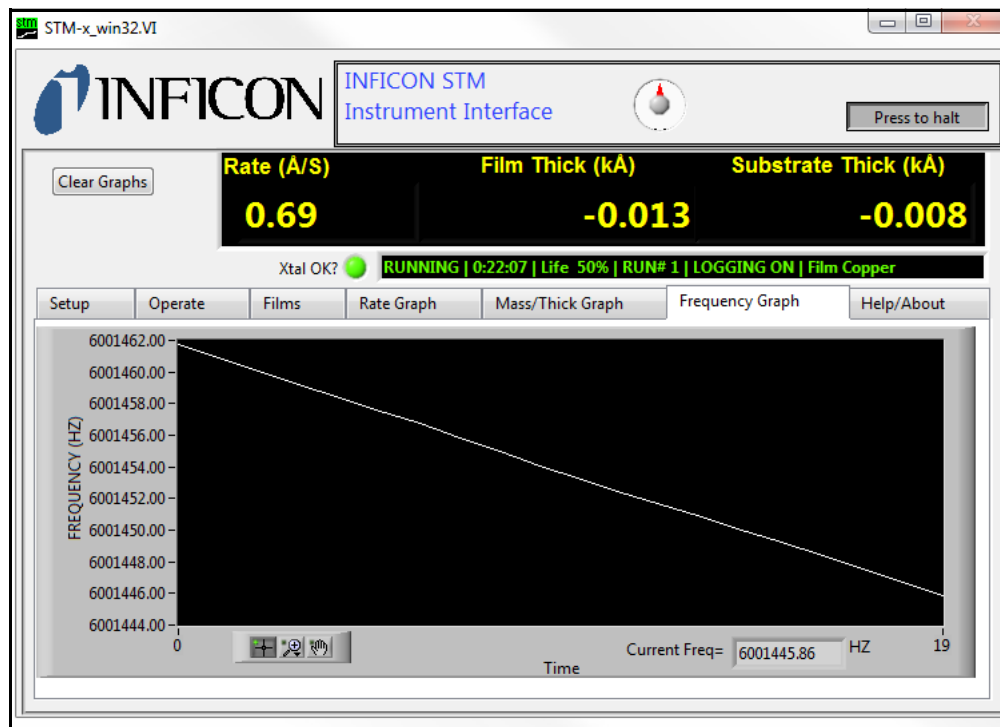 stm STM-x_win32.VI
INFICON
INFICON STM
Instrument Interface
Press to halt
Clear Graphs
Rate (Å/S) Film Thick (kÅ) Substrate Thick (kÅ)
0.69 -0.013 -0.008
Xtal OK? RUNNING | 0:22:07 | Life 50% | RUN# 1 | LOGGING ON | Film Copper
Setup Operate Films Rate Graph Mass/Thick Graph Frequency Graph Help/About
FREQUENCY (HZ)
6001462.00
6001460.00
6001458.00
6001456.00
6001454.00
6001452.00
6001450.00
6001448.00
6001446.00
6001444.00
0 19
Current Freq= 6001445.86 HZ
Time